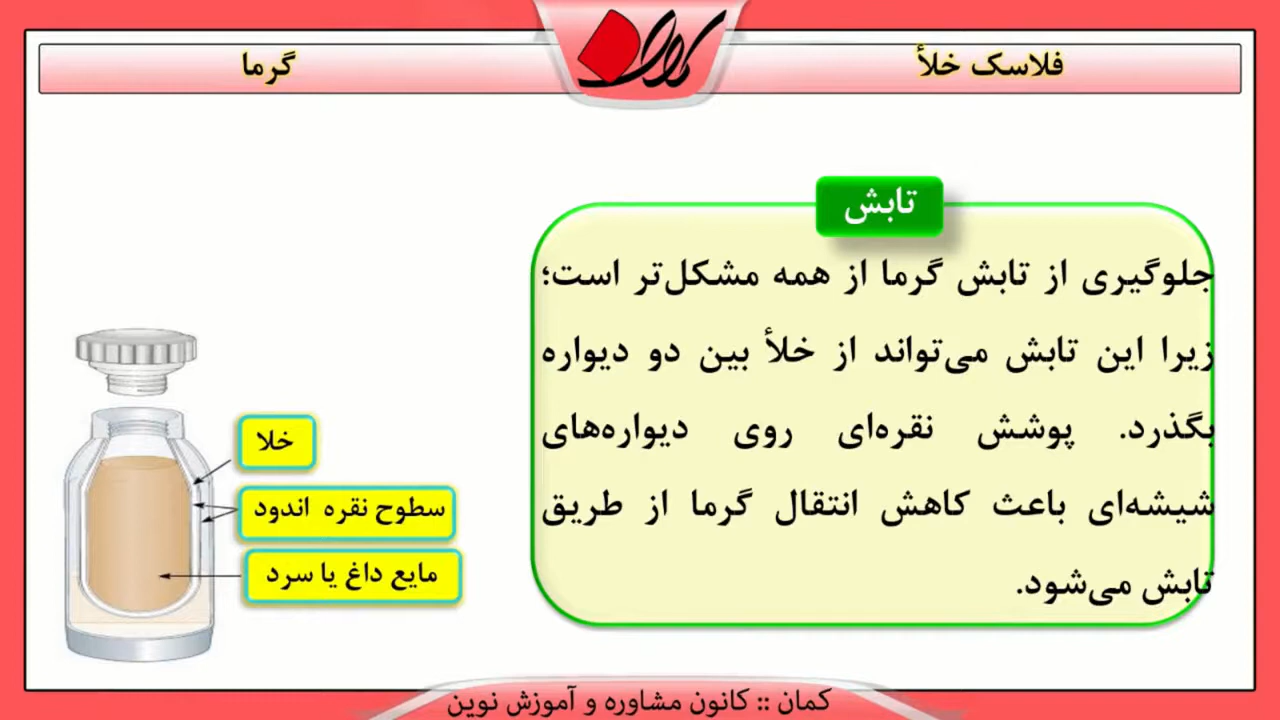 فلاسک خلأ
کمان
گرما
تابش
جلوگیری از تابش گرما از همه مشکل‌تر است؛
زیرا این تابش می‌تواند از خلأ بین دو دیواره
بگذرد. پوشش نقره‌ای روی دیواره‌های
شیشه‌ای باعث کاهش انتقال گرما از طریق
تابش می‌شود.
خلا
سطوح نقره اندود
مایع داغ یا سرد
کمان :: کانون مشاوره و آموزش نوین